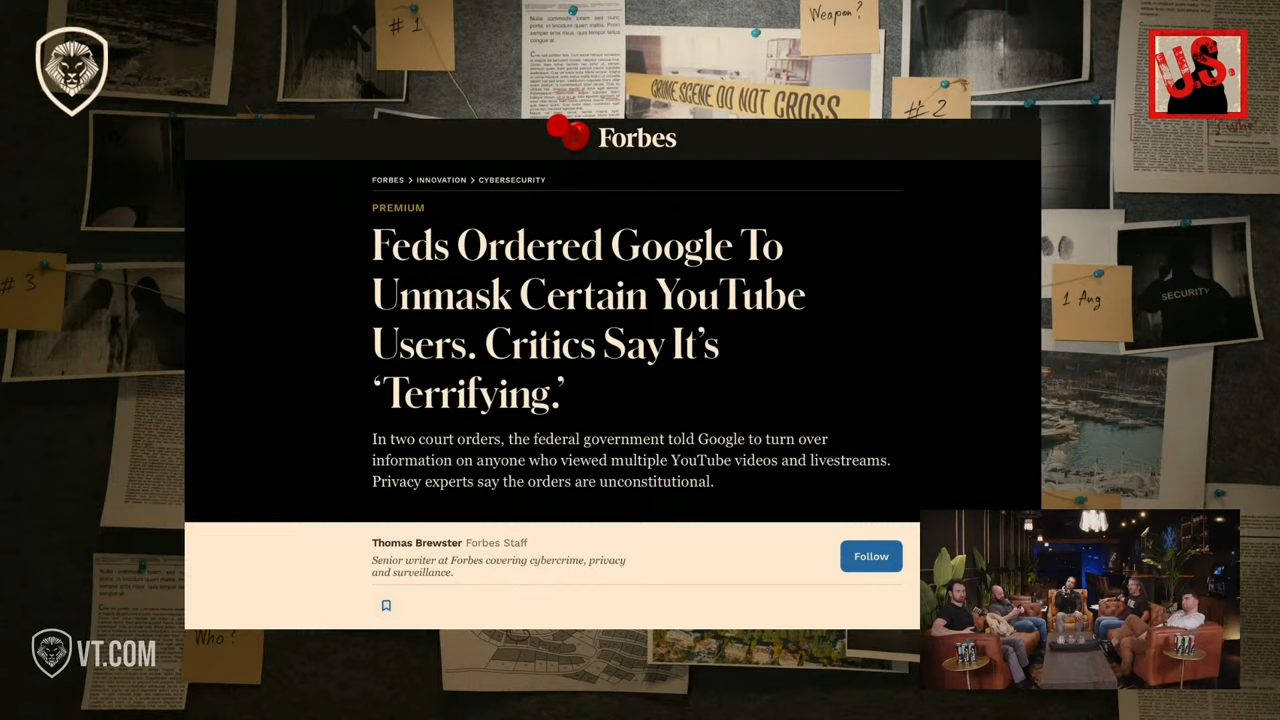 # 1
Weapon?
CRIME SCENE DO NOT CROSS
# 2
U.S.
Forbes
FORBES > INNOVATION > CYBERSECURITY
PREMIUM
Feds Ordered Google To
Unmask Certain YouTube
Users. Critics Say It’s
‘Terrifying.’
In two court orders, the federal government told Google to turn over
information on anyone who viewed multiple YouTube videos and livestreams.
Privacy experts say the orders are unconstitutional.
# 3
1 Aug
SECURITY
Thomas Brewster Forbes Staff
Senior writer at Forbes covering cybercrime, privacy
and surveillance.
Follow
Who?
VT.COM